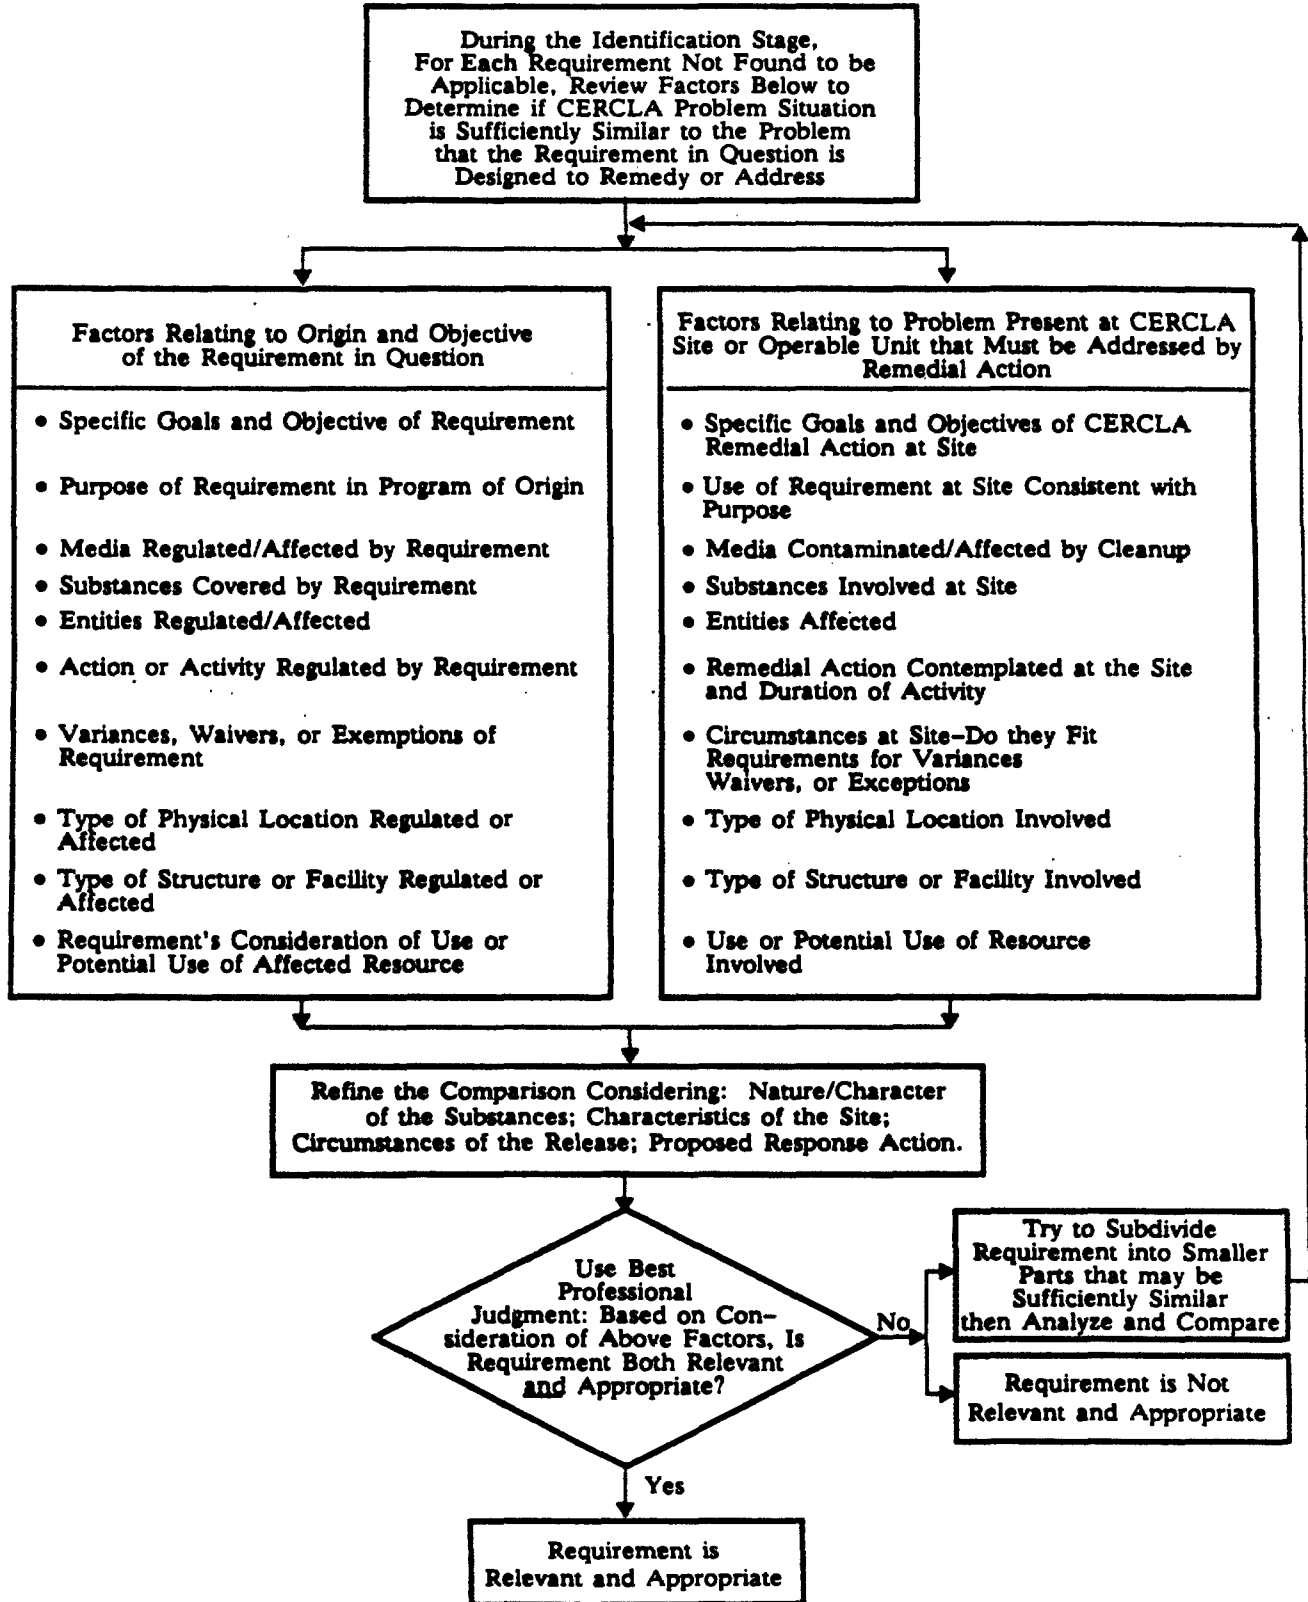 During the Identification Stage,
For Each Requirement Not Found to be
Applicable, Review Factors Below to
Determine if CERCLA Problem Situation
is Sufficiently Similar to the Problem
that the Requirement in Question is
Designed to Remedy or Address
Factors Relating to Origin and Objective
of the Requirement in Question
• Specific Goals and Objective of Requirement
• Purpose of Requirement in Program of Origin
• Media Regulated/Affected by Requirement
• Substances Covered by Requirement
• Entities Regulated/Affected
• Action or Activity Regulated by Requirement
• Variances, Waivers, or Exemptions of
Requirement
• Type of Physical Location Regulated or
Affected
• Type of Structure or Facility Regulated or
Affected
• Requirement's Consideration of Use or
Potential Use of Affected Resource
Factors Relating to Problem Present at CERCLA
Site or Operable Unit that Must be Addressed by
Remedial Action
• Specific Goals and Objectives of CERCLA
Remedial Action at Site
• Use of Requirement at Site Consistent with
Purpose
• Media Contaminated/Affected by Cleanup
• Substances Involved at Site
• Entities Affected
• Remedial Action Contemplated at the Site
and Duration of Activity
• Circumstances at Site-Do they Fit
Requirements for Variances
Waivers, or Exceptions
• Type of Physical Location Involved
• Type of Structure or Facility Involved
• Use or Potential Use of Resource
Involved
Refine the Comparison Considering: Nature/Character
of the Substances; Characteristics of the Site;
Circumstances of the Release; Proposed Response Action.
Use Best
Professional
Judgment: Based on Con-
sideration of Above Factors, Is
Requirement Both Relevant
and Appropriate?
No
Try to Subdivide
Requirement into Smaller
Parts that may be
Sufficiently Similar
then Analyze and Compare
Requirement is Not
Relevant and Appropriate
Yes
Requirement is
Relevant and Appropriate